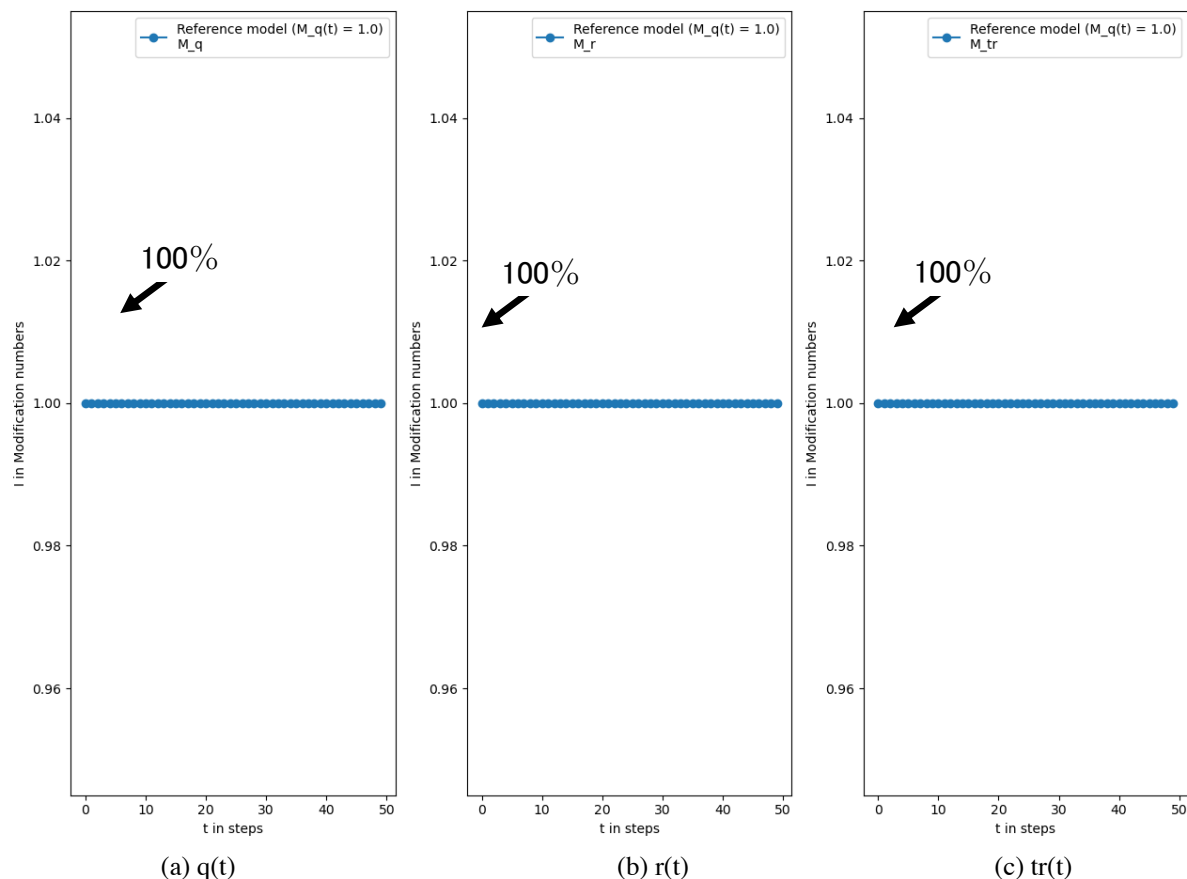 Reference model (M_q(t) = 1.0)
M_q
1.04
1.02
1.00
0.98
0.96
100%
I in Modification numbers
0 10 20 30 40 50
t in steps
(a) q(t)
Reference model (M_q(t) = 1.0)
M_r
1.04
1.02
1.00
0.98
0.96
100%
I in Modification numbers
0 10 20 30 40 50
t in steps
(b) r(t)
Reference model (M_q(t) = 1.0)
M_tr
1.04
1.02
1.00
0.98
0.96
100%
I in Modification numbers
0 10 20 30 40 50
t in steps
(c) tr(t)